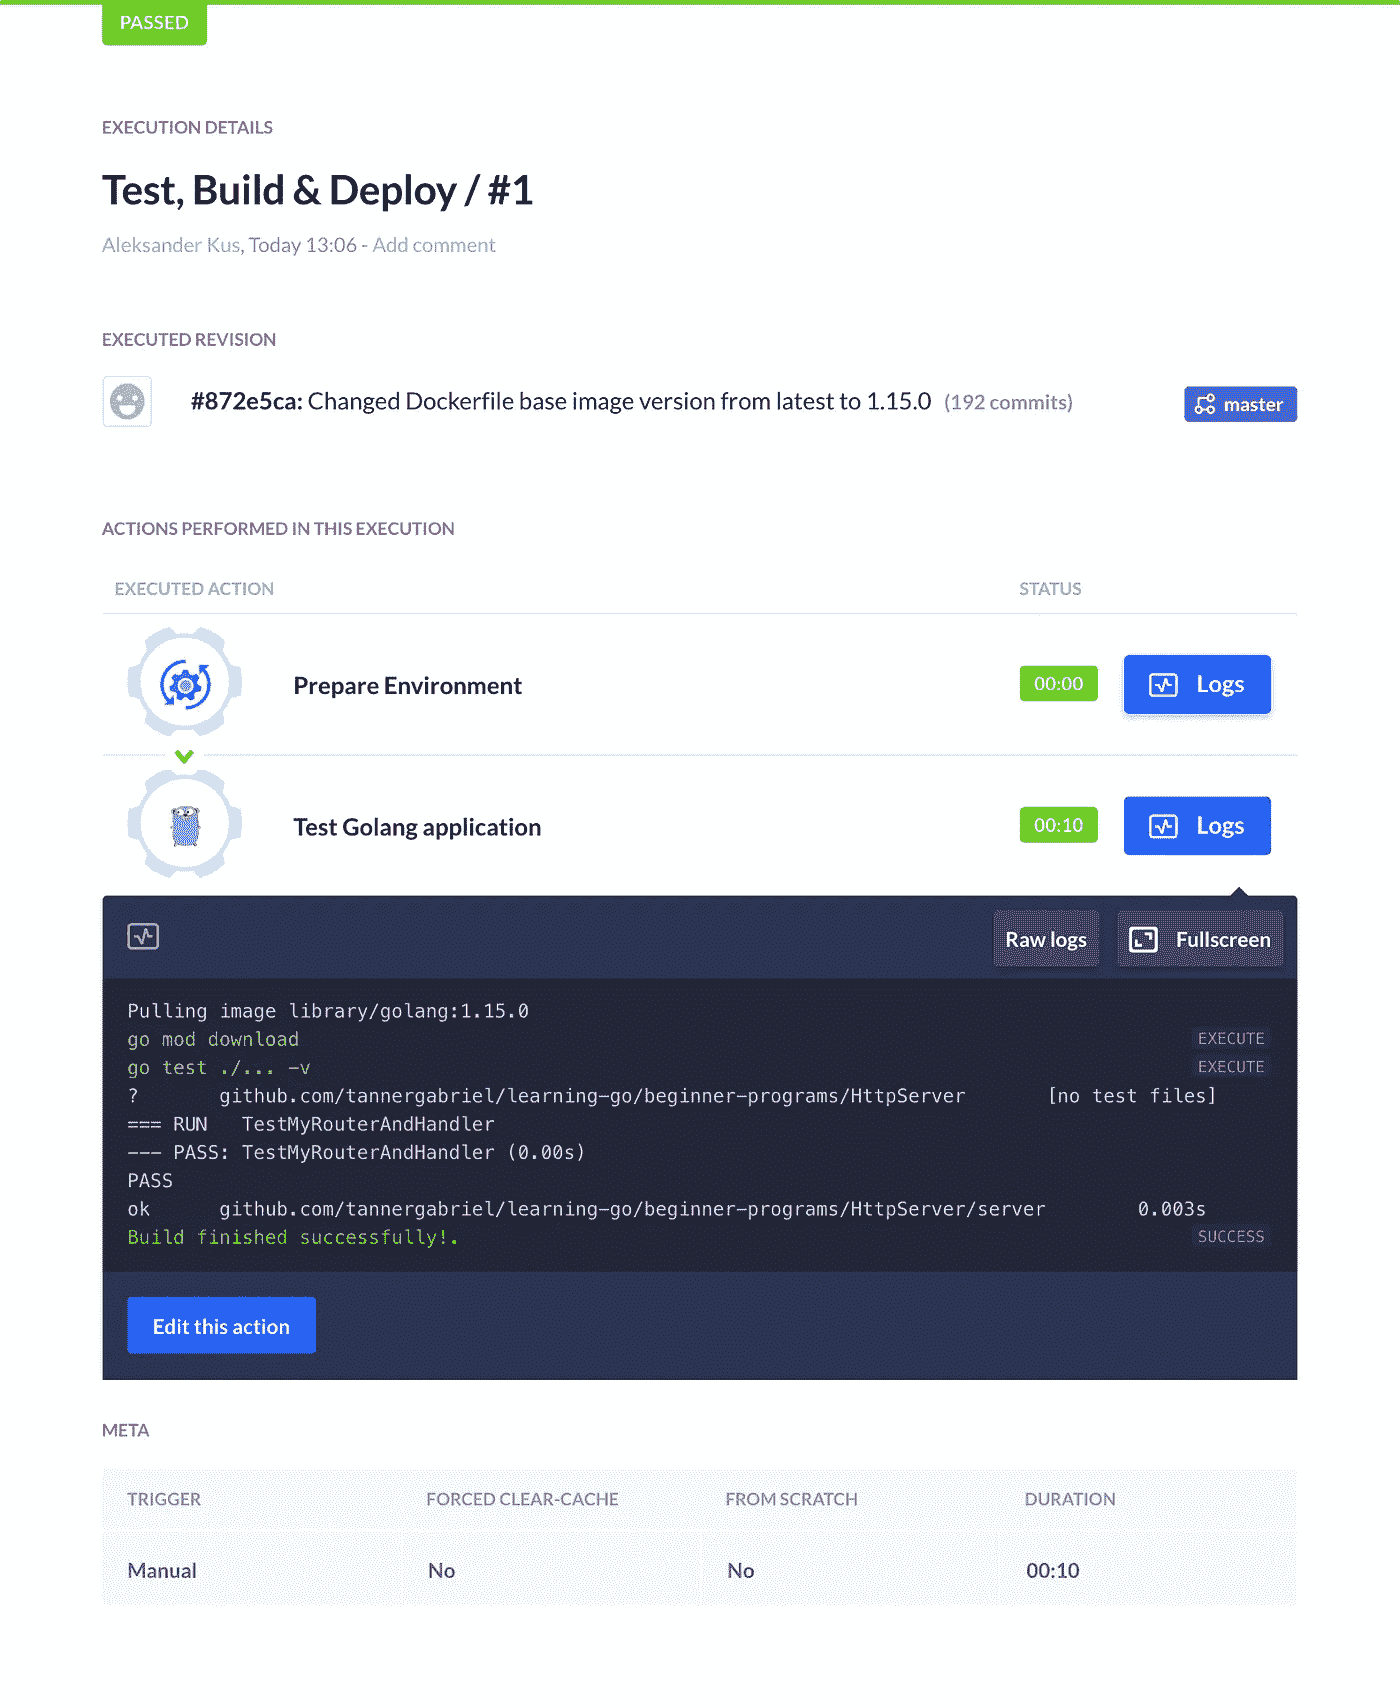 PASSED
EXECUTION DETAILS
Test, Build & Deploy / #1
Aleksander Kus, Today 13:06 - Add comment
EXECUTED REVISION
#872e5ca: Changed Dockerfile base image version from latest to 1.15.0 (192 commits) master
ACTIONS PERFORMED IN THIS EXECUTION
EXECUTED ACTION STATUS
Prepare Environment 00:00 Logs
Test Golang application 00:10 Logs
Raw logs Fullscreen
Pulling image library/golang:1.15.0
go mod download EXECUTE
go test ./... -v EXECUTE
? github.com/tannergabriel/learning-go/beginner-programs/HttpServer [no test files]
=== RUN TestMyRouterAndHandler
--- PASS: TestMyRouterAndHandler (0.00s)
PASS
ok github.com/tannergabriel/learning-go/beginner-programs/HttpServer/server 0.003s
Build finished successfully!. SUCCESS
Edit this action
META
TRIGGER FORCED CLEAR-CACHE FROM SCRATCH DURATION
Manual No No 00:10